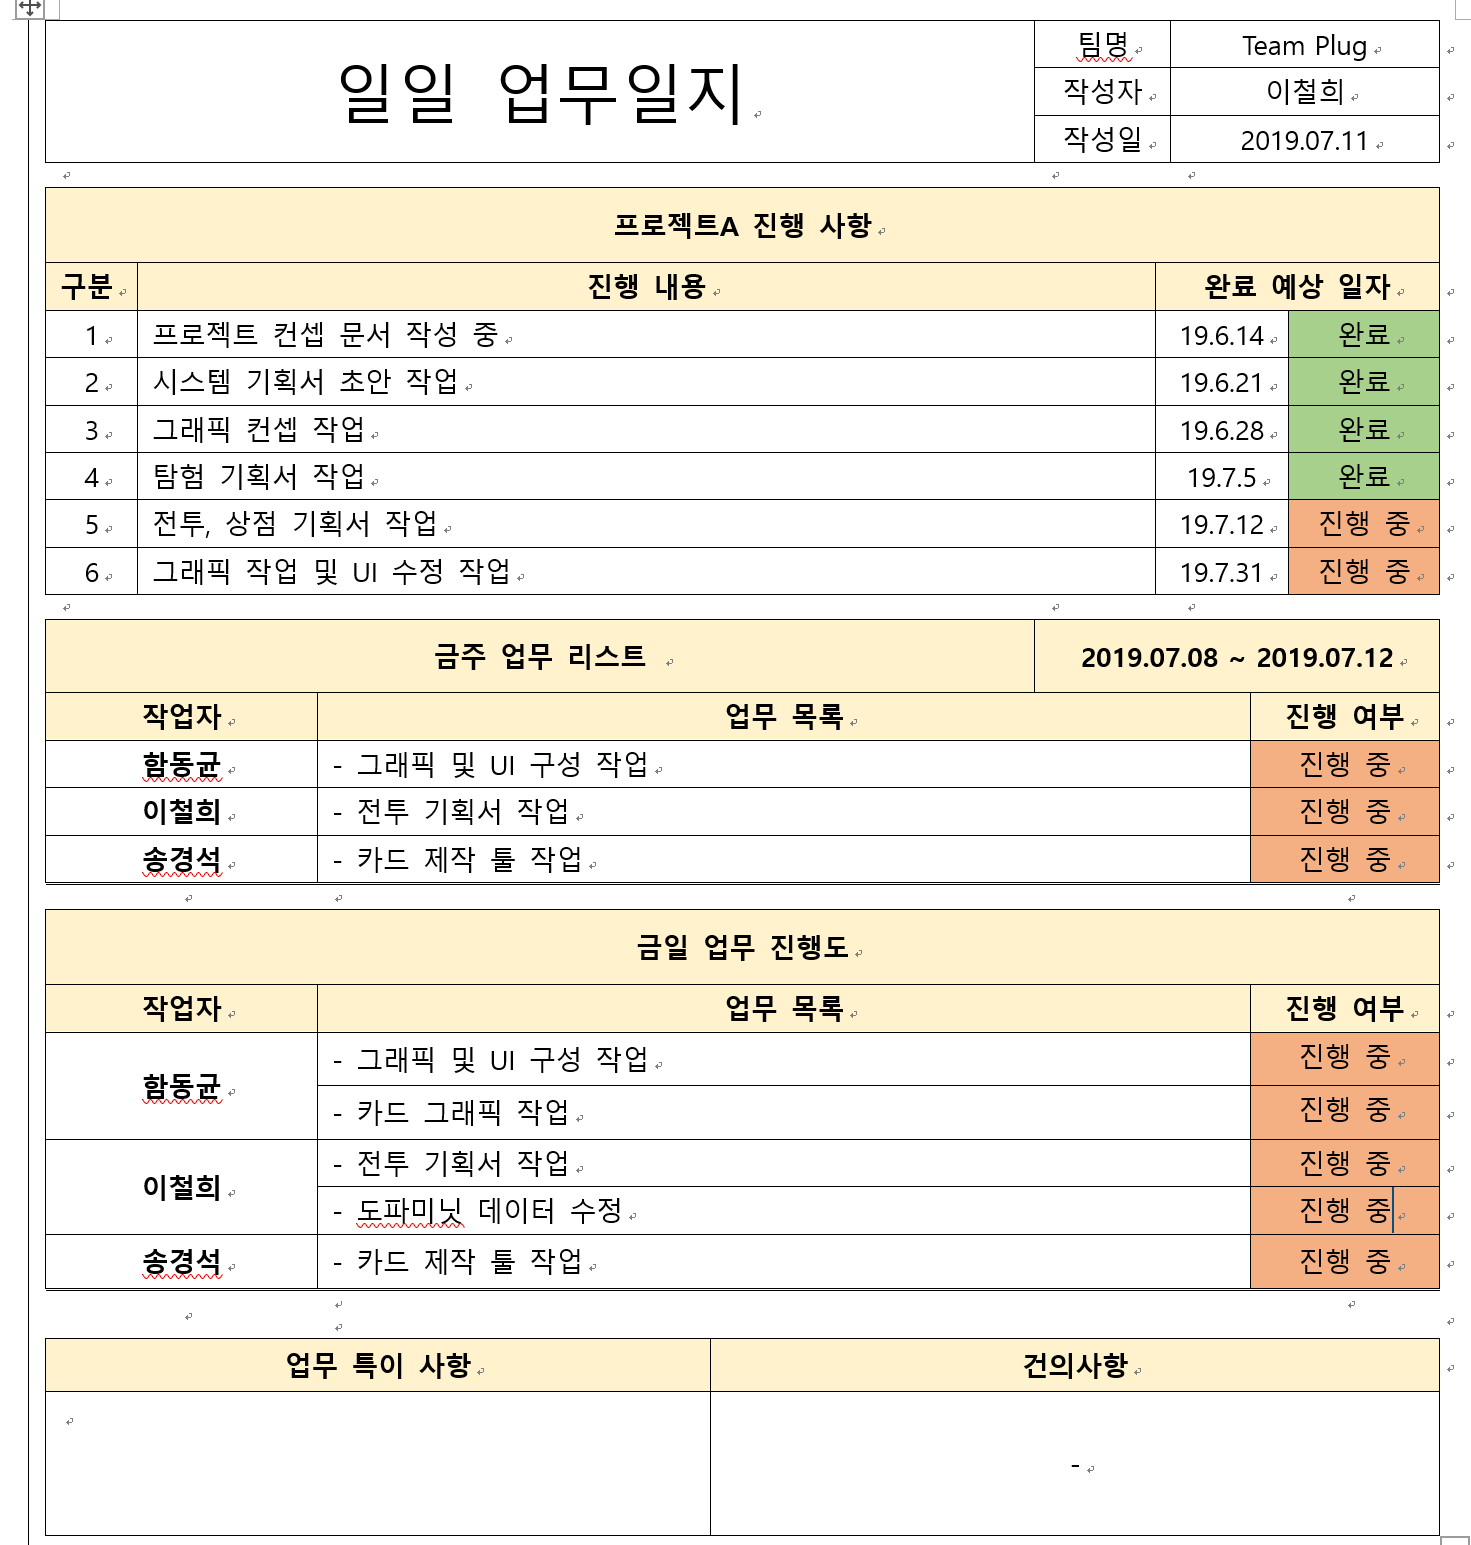 일일 업무일지
팀명 Team Plug
작성자 이철희
작성일 2019.07.11
프로젝트A 진행 사항
구분 진행 내용 완료 예상 일자
1 프로젝트 컨셉 문서 작성 중 19.6.14 완료
2 시스템 기획서 초안 작업 19.6.21 완료
3 그래픽 컨셉 작업 19.6.28 완료
4 탐험 기획서 작업 19.7.5 완료
5 전투, 상점 기획서 작업 19.7.12 진행 중
6 그래픽 작업 및 UI 수정 작업 19.7.31 진행 중
금주 업무 리스트 2019.07.08 ~ 2019.07.12
작업자 업무 목록 진행 여부
함동균 - 그래픽 및 UI 구성 작업 진행 중
이철희 - 전투 기획서 작업 진행 중
송경석 - 카드 제작 툴 작업 진행 중
금일 업무 진행도
작업자 업무 목록 진행 여부
함동균 - 그래픽 및 UI 구성 작업 진행 중
- 카드 그래픽 작업 진행 중
이철희 - 전투 기획서 작업 진행 중
- 도파미닛 데이터 수정 진행 중
송경석 - 카드 제작 툴 작업 진행 중
업무 특이 사항 건의사항
-